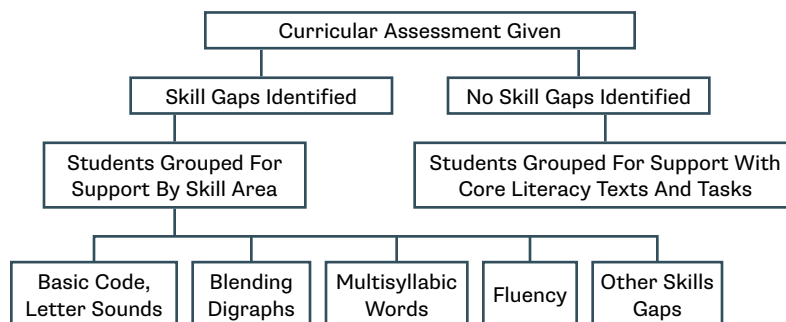 Curricular Assessment Given
Skill Gaps Identified
No Skill Gaps Identified
Students Grouped For
Support By Skill Area
Students Grouped For Support With
Core Literacy Texts And Tasks
Basic Code,
Letter Sounds
Blending
Digraphs
Multisyllabic
Words
Fluency
Other Skills
Gaps